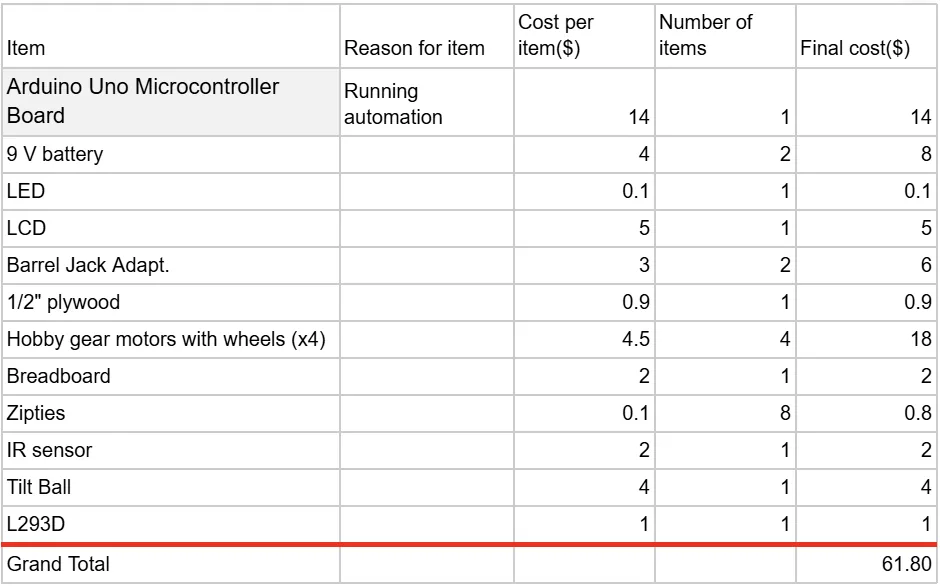 Item Reason for item Cost per item($) Number of items Final cost($)
Arduino Uno Microcontroller Board Running automation 14 1 14
9 V battery 4 2 8
LED 0.1 1 0.1
LCD 5 1 5
Barrel Jack Adapt. 3 2 6
1/2" plywood 0.9 1 0.9
Hobby gear motors with wheels (x4) 4.5 4 18
Breadboard 2 1 2
Zipties 0.1 8 0.8
IR sensor 2 1 2
Tilt Ball 4 1 4
L293D 1 1 1
Grand Total 61.80